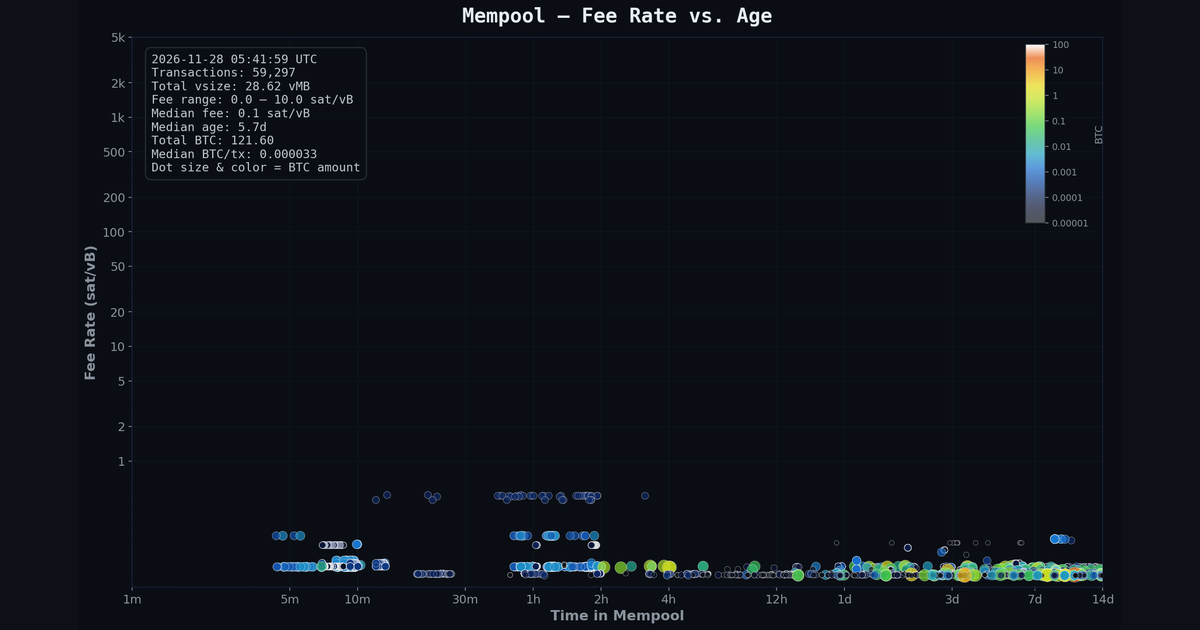 Mempool — Fee Rate vs. Age
2026-11-28 05:41:59 UTC
Transactions: 59,297
Total vsize: 28.62 vMB
Fee range: 0.0 – 10.0 sat/vB
Median fee: 0.1 sat/vB
Median age: 5.7d
Total BTC: 121.60
Median BTC/tx: 0.000033
Dot size & color = BTC amount
100
10
1
0.1
0.01
0.001
0.0001
0.00001
BTC
5k
2k
1k
500
200
100
50
20
10
5
2
1
Fee Rate (sat/vB)
1m 5m 10m 30m 1h 2h 4h 12h 1d 3d 7d 14d
Time in Mempool